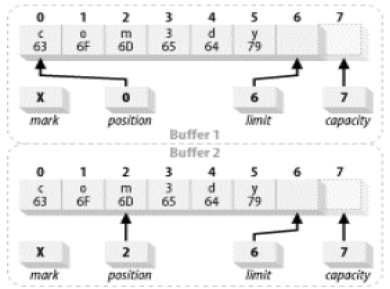 0 1 2 3 4 5 6 7
c o m 3 d y
63 6F 6D 65 64 79
X 0 6 7
mark position limit capacity
Buffer 1
Buffer 2
0 1 2 3 4 5 6 7
c o m 3 d y
63 6F 6D 65 64 79
X 2 6 7
mark position limit capacity